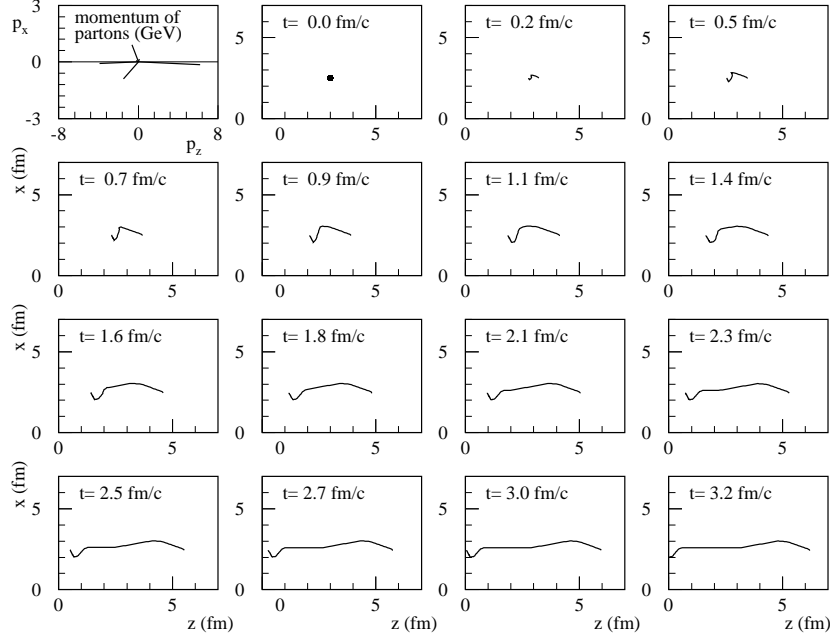 3
p_x
momentum of
partons (GeV)
0
-3
-8
0
8
p_z
t= 0.0 fm/c
5
0
0
5
t= 0.2 fm/c
5
0
0
5
t= 0.5 fm/c
5
0
0
5
x (fm)
t= 0.7 fm/c
5
0
0
5
t= 0.9 fm/c
5
0
0
5
t= 1.1 fm/c
5
0
0
5
t= 1.4 fm/c
5
0
0
5
x (fm)
t= 1.6 fm/c
5
0
0
5
t= 1.8 fm/c
5
0
0
5
t= 2.1 fm/c
5
0
0
5
t= 2.3 fm/c
5
0
0
5
x (fm)
t= 2.5 fm/c
5
0
0
5
z (fm)
t= 2.7 fm/c
5
0
0
5
z (fm)
t= 3.0 fm/c
5
0
0
5
z (fm)
t= 3.2 fm/c
5
0
0
5
z (fm)